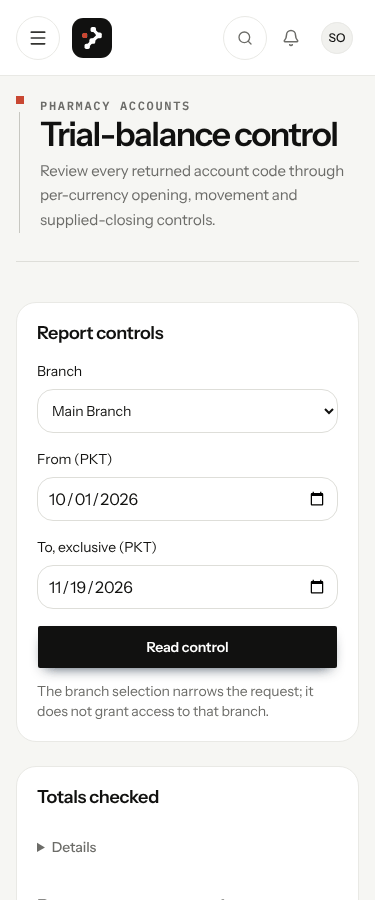 SO
PHARMACY ACCOUNTS
Trial-balance control
Review every returned account code through
per-currency opening, movement and
supplied-closing controls.
Report controls
Branch
Main Branch
From (PKT)
10/01/2026
To, exclusive (PKT)
11/19/2026
Read control
The branch selection narrows the request; it
does not grant access to that branch.
Totals checked
Details